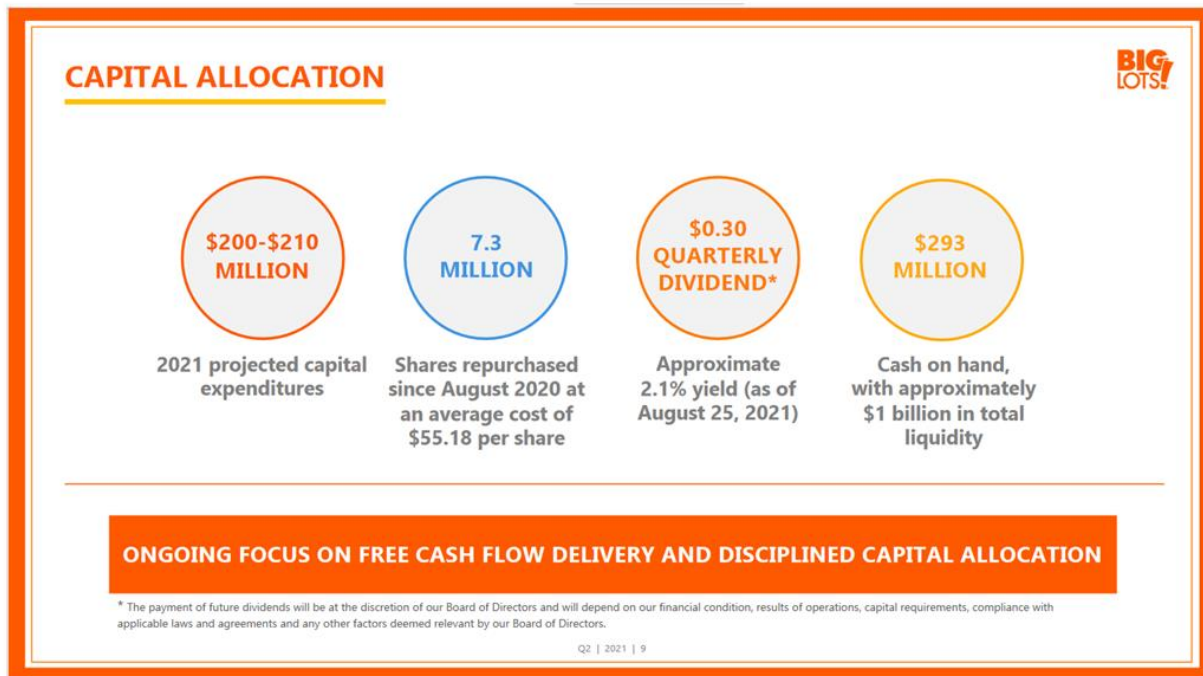 CAPITAL ALLOCATION
BIG
LOTS!
$200-$210
MILLION
2021 projected capital
expenditures
7.3
MILLION
Shares repurchased
since August 2020 at
an average cost of
$55.18 per share
$0.30
QUARTERLY
DIVIDEND*
Approximate
2.1% yield (as of
August 25, 2021)
$293
MILLION
Cash on hand,
with approximately
$1 billion in total
liquidity
ONGOING FOCUS ON FREE CASH FLOW DELIVERY AND DISCIPLINED CAPITAL ALLOCATION
* The payment of future dividends will be at the discretion of our Board of Directors and will depend on our financial condition, results of operations, capital requirements, compliance with
applicable laws and agreements and any other factors deemed relevant by our Board of Directors.
Q2 | 2021 | 9